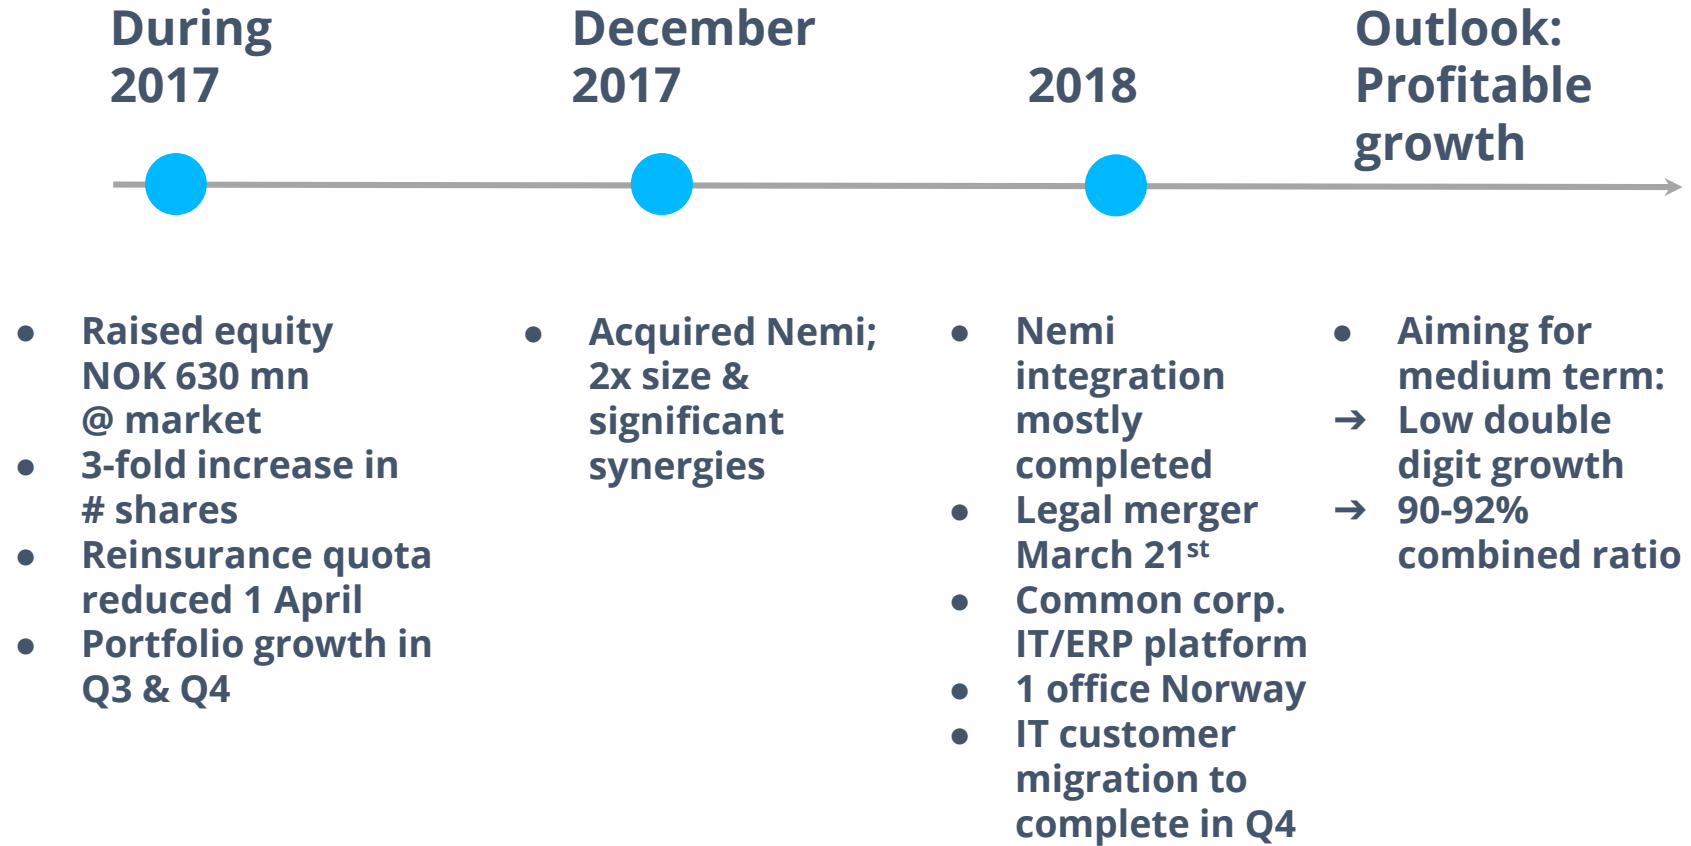 During
2017
December
2017
2018
Outlook:
Profitable
growth
● Raised equity
NOK 630 mn
@ market
● 3-fold increase in
# shares
● Reinsurance quota
reduced 1 April
● Portfolio growth in
Q3 & Q4
● Acquired Nemi;
2x size &
significant
synergies
● Nemi
integration
mostly
completed
● Legal merger
March 21st
● Common corp.
IT/ERP platform
● 1 office Norway
● IT customer
migration to
complete in Q4
● Aiming for
medium term:
➔ Low double
digit growth
➔ 90-92%
combined ratio